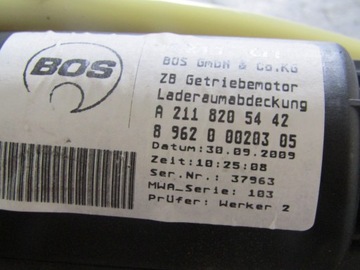 BOS
BOS GmbH & Co.KG
ZB Getriebemotor
Laderaumabdeckung
A 211 820 54 42
8 962 0 00203 05
Datum: 30.09.2009
Zeit: 10:25:08
Ser.Nr.: 37963
MWA_Serie: 103
Prüfer: Werker 2